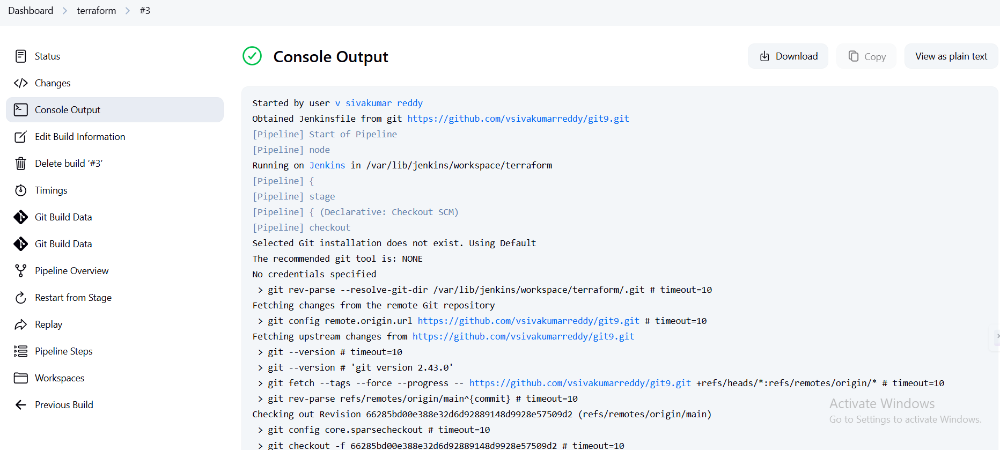 Dashboard > terraform > #3
Status
Changes
Console Output
Edit Build Information
Delete build ‘#3’
Timings
Git Build Data
Git Build Data
Pipeline Overview
Restart from Stage
Replay
Pipeline Steps
Workspaces
Previous Build
Console Output
Download
Copy
View as plain text
Started by user v sivakumar reddy
Obtained Jenkinsfile from git https://github.com/vsivakumarreddy/git9.git
[Pipeline] Start of Pipeline
[Pipeline] node
Running on Jenkins in /var/lib/jenkins/workspace/terraform
[Pipeline] {
[Pipeline] stage
[Pipeline] { (Declarative: Checkout SCM)
[Pipeline] checkout
Selected Git installation does not exist. Using Default
The recommended git tool is: NONE
No credentials specified
> git rev-parse --resolve-git-dir /var/lib/jenkins/workspace/terraform/.git # timeout=10
Fetching changes from the remote Git repository
> git config remote.origin.url https://github.com/vsivakumarreddy/git9.git # timeout=10
Fetching upstream changes from https://github.com/vsivakumarreddy/git9.git
> git --version # timeout=10
> git --version # 'git version 2.43.0'
> git fetch --tags --force --progress -- https://github.com/vsivakumarreddy/git9.git +refs/heads/*:refs/remotes/origin/* # timeout=10
> git rev-parse refs/remotes/origin/main^{commit} # timeout=10
Checking out Revision 66285bd00e388e32d6d92889148d9928e57509d2 (refs/remotes/origin/main)
> git config core.sparsecheckout # timeout=10
> git checkout -f 66285bd00e388e32d6d92889148d9928e57509d2 # timeout=10
Activate Windows
Go to Settings to activate Windows.